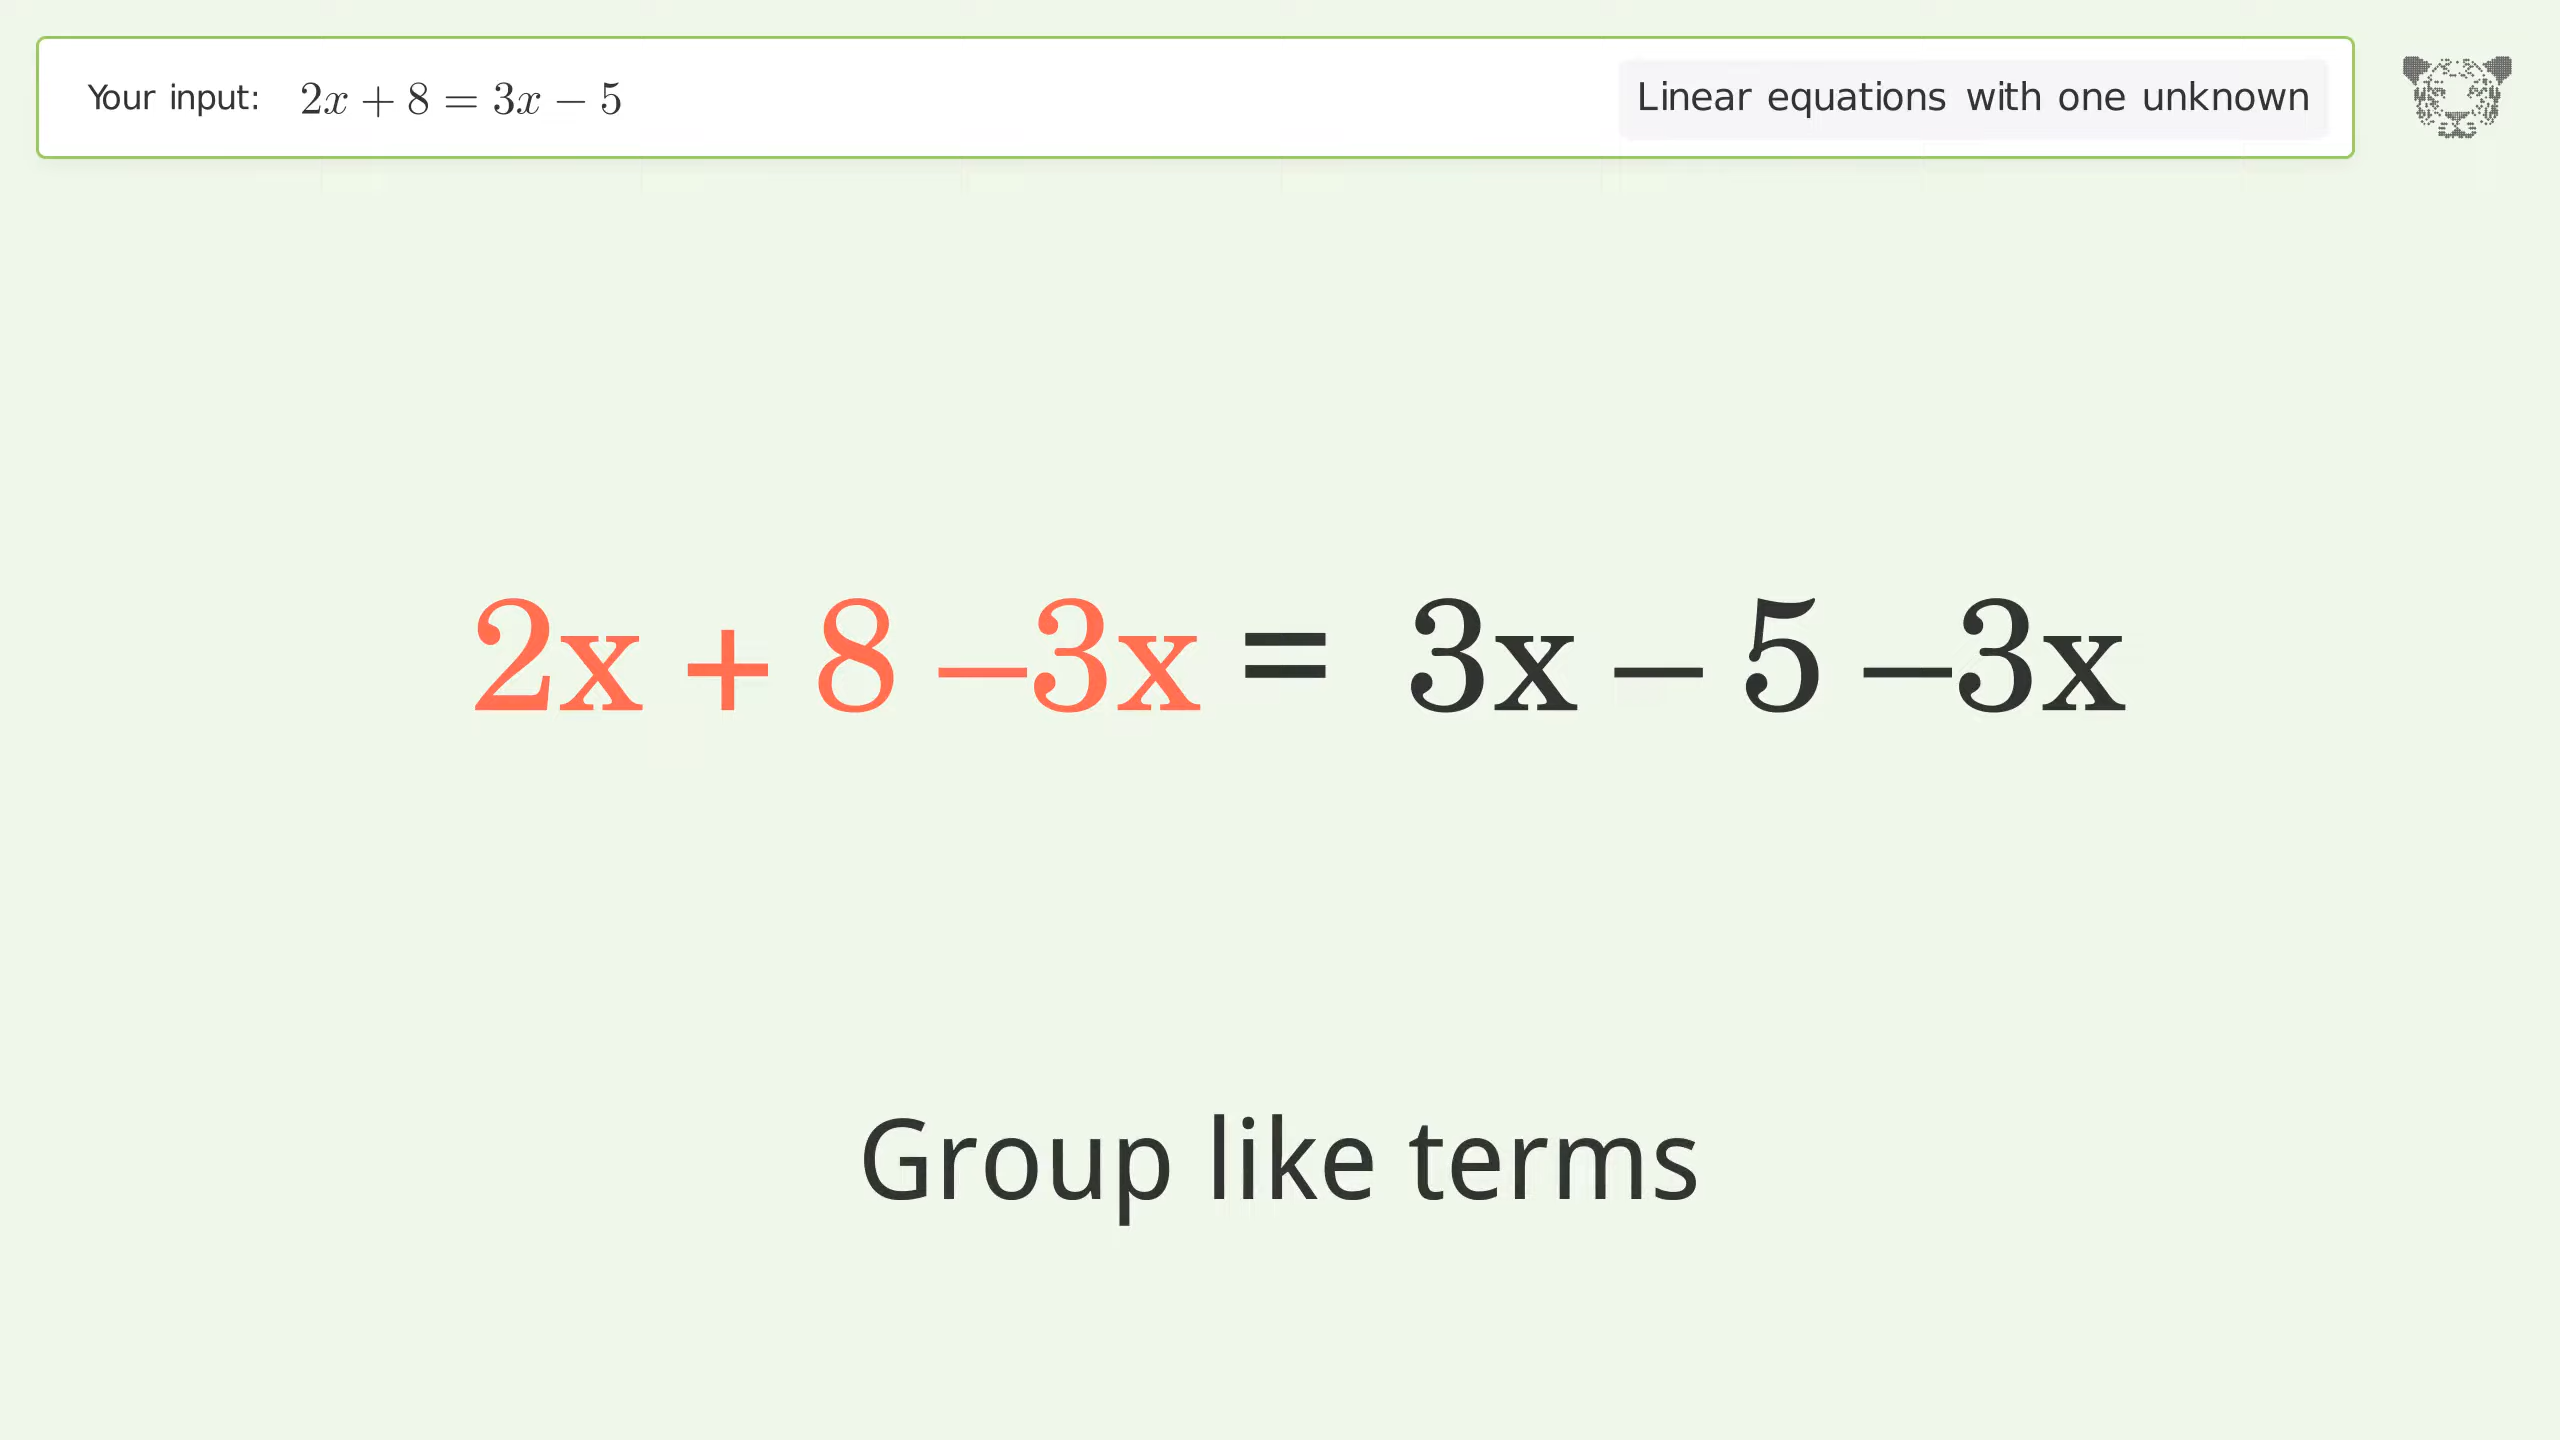 Your input: 2x + 8 = 3x − 5
Linear equations with one unknown
2x + 8 −3x = 3x − 5 −3x
Group like terms